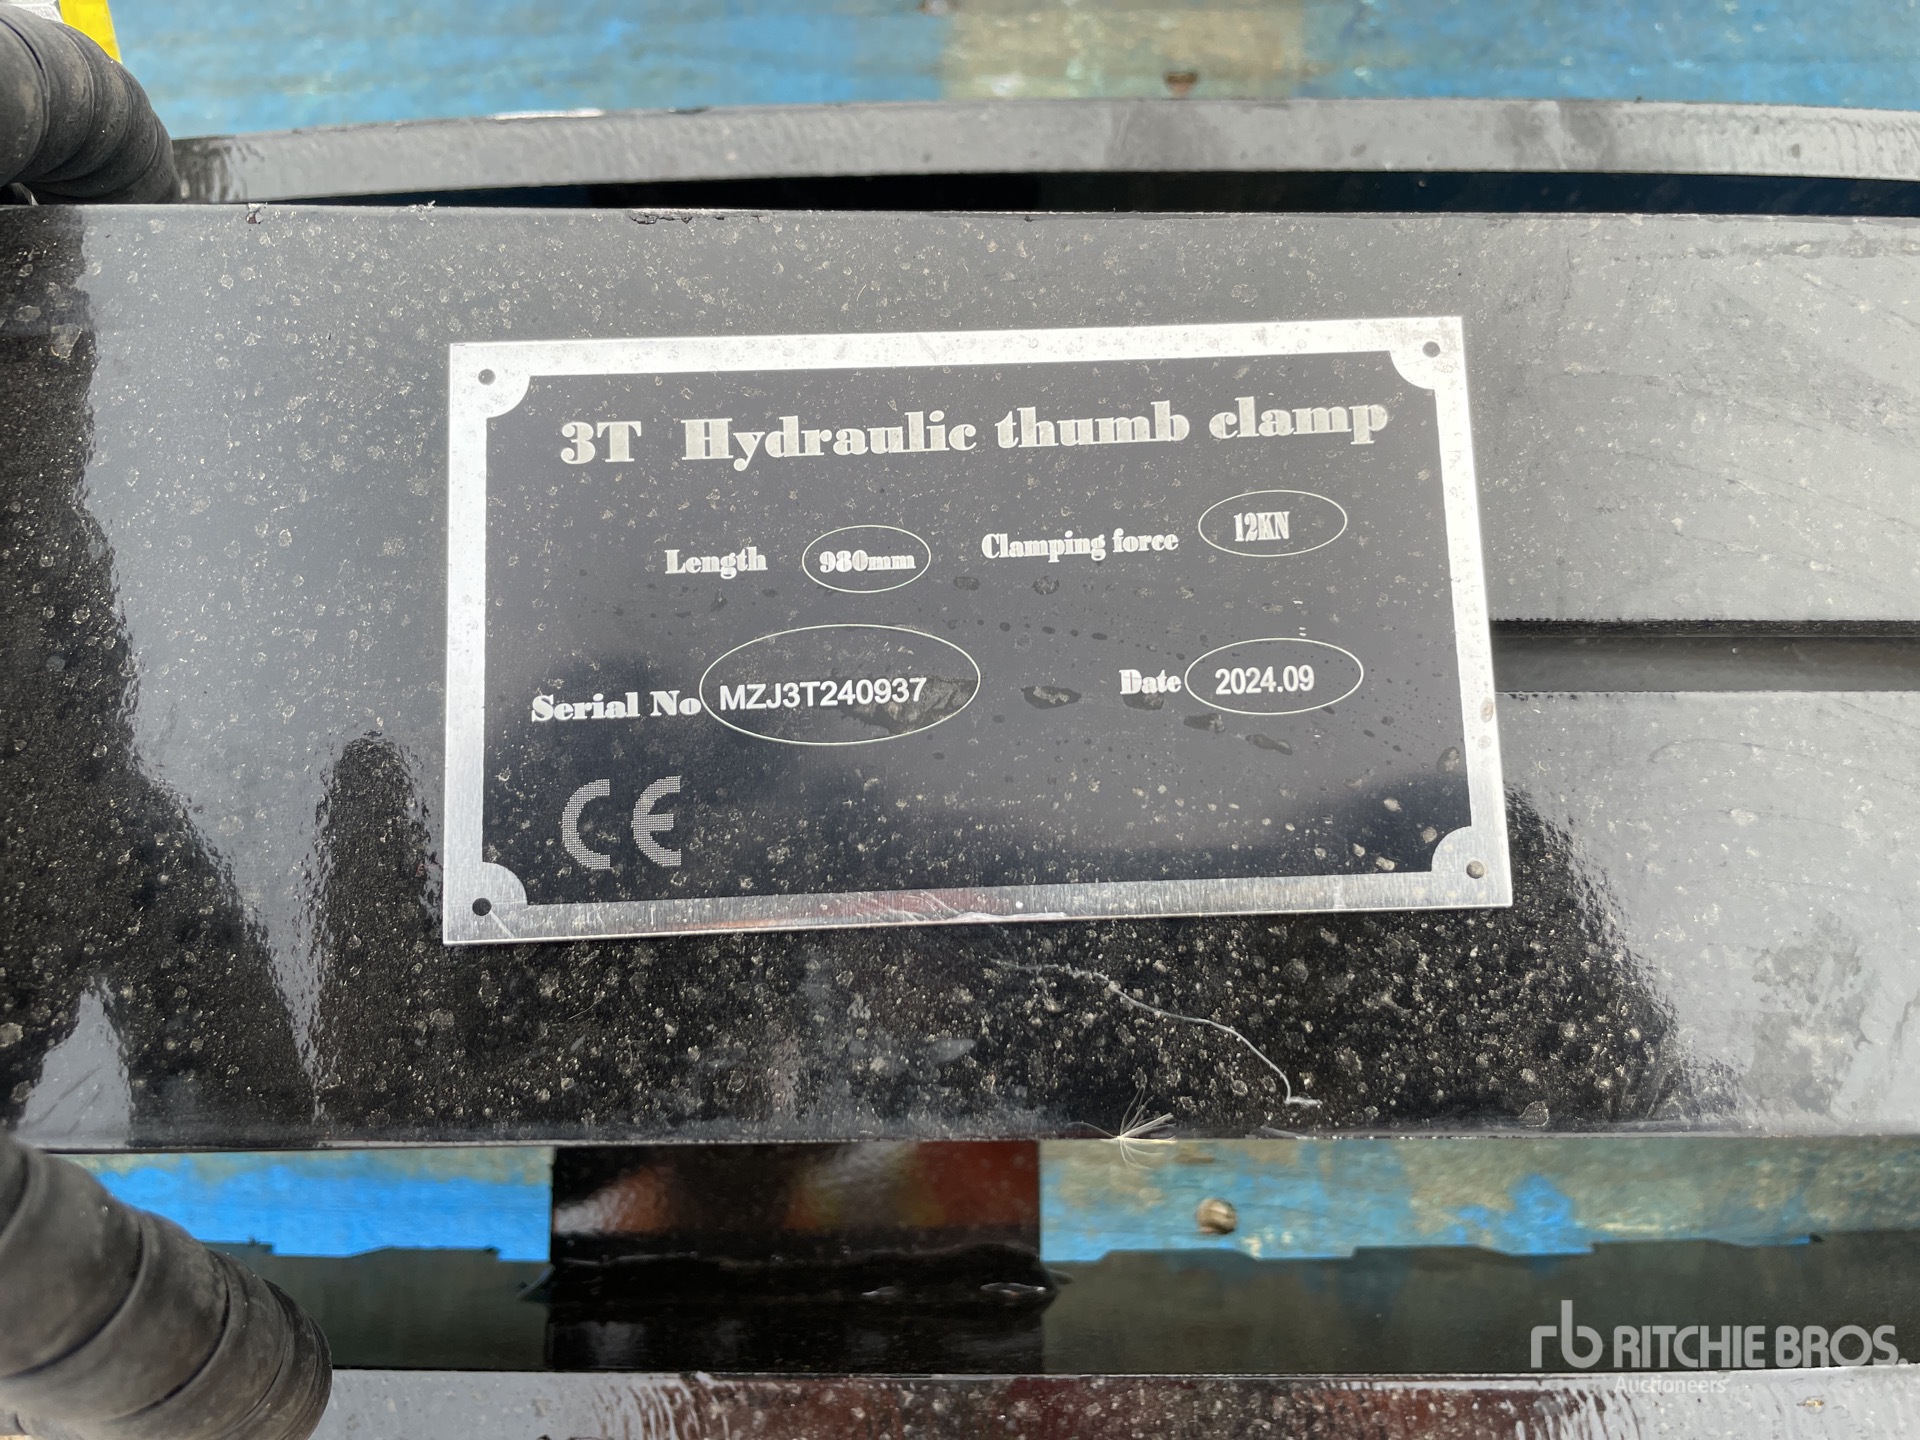 3T Hydraulic thumb clamp
Length 980mm Clamping force 12KN
Serial No MZJ3T240937 Date 2024.09
CE
rb RITCHIE BROS.
Auctioneers